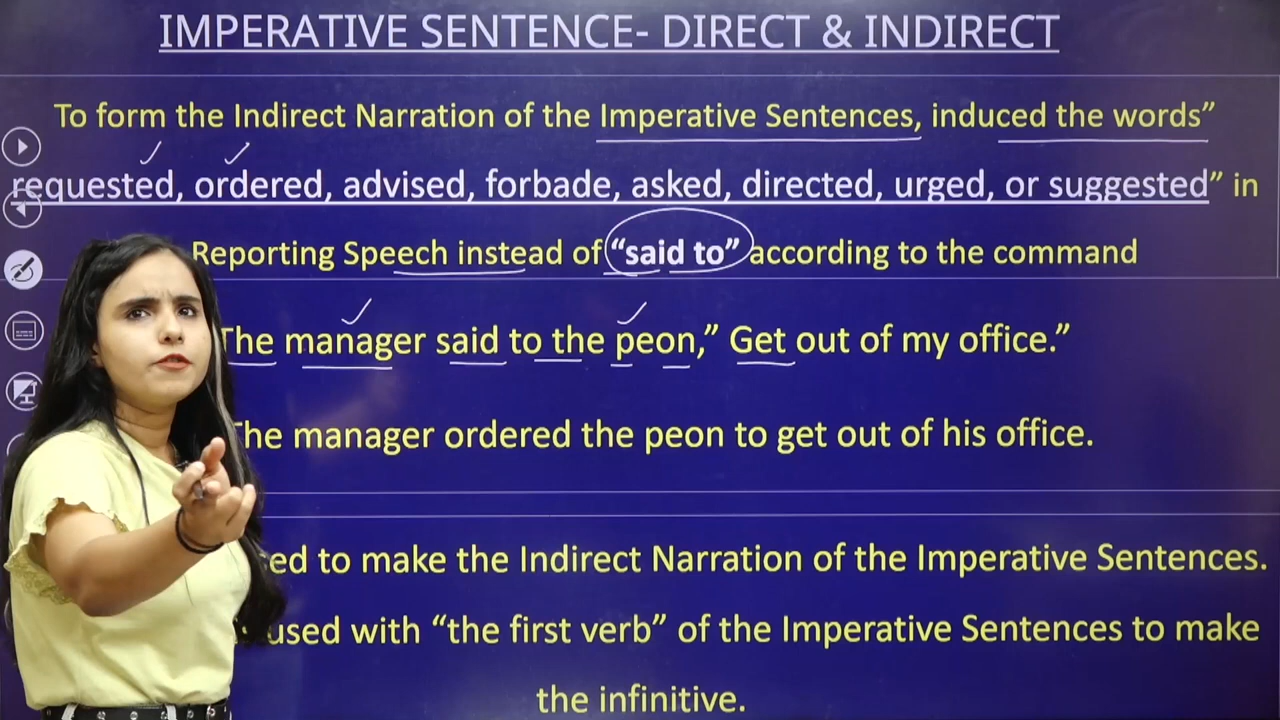 IMPERATIVE SENTENCE- DIRECT & INDIRECT
To form the Indirect Narration of the Imperative Sentences, induced the words”
requested, ordered, advised, forbade, asked, directed, urged, or suggested” in
Reporting Speech instead of “said to” according to the command
The manager said to the peon,” Get out of my office.”
The manager ordered the peon to get out of his office.
to make the Indirect Narration of the Imperative Sentences.
used with “the first verb” of the Imperative Sentences to make
the infinitive.